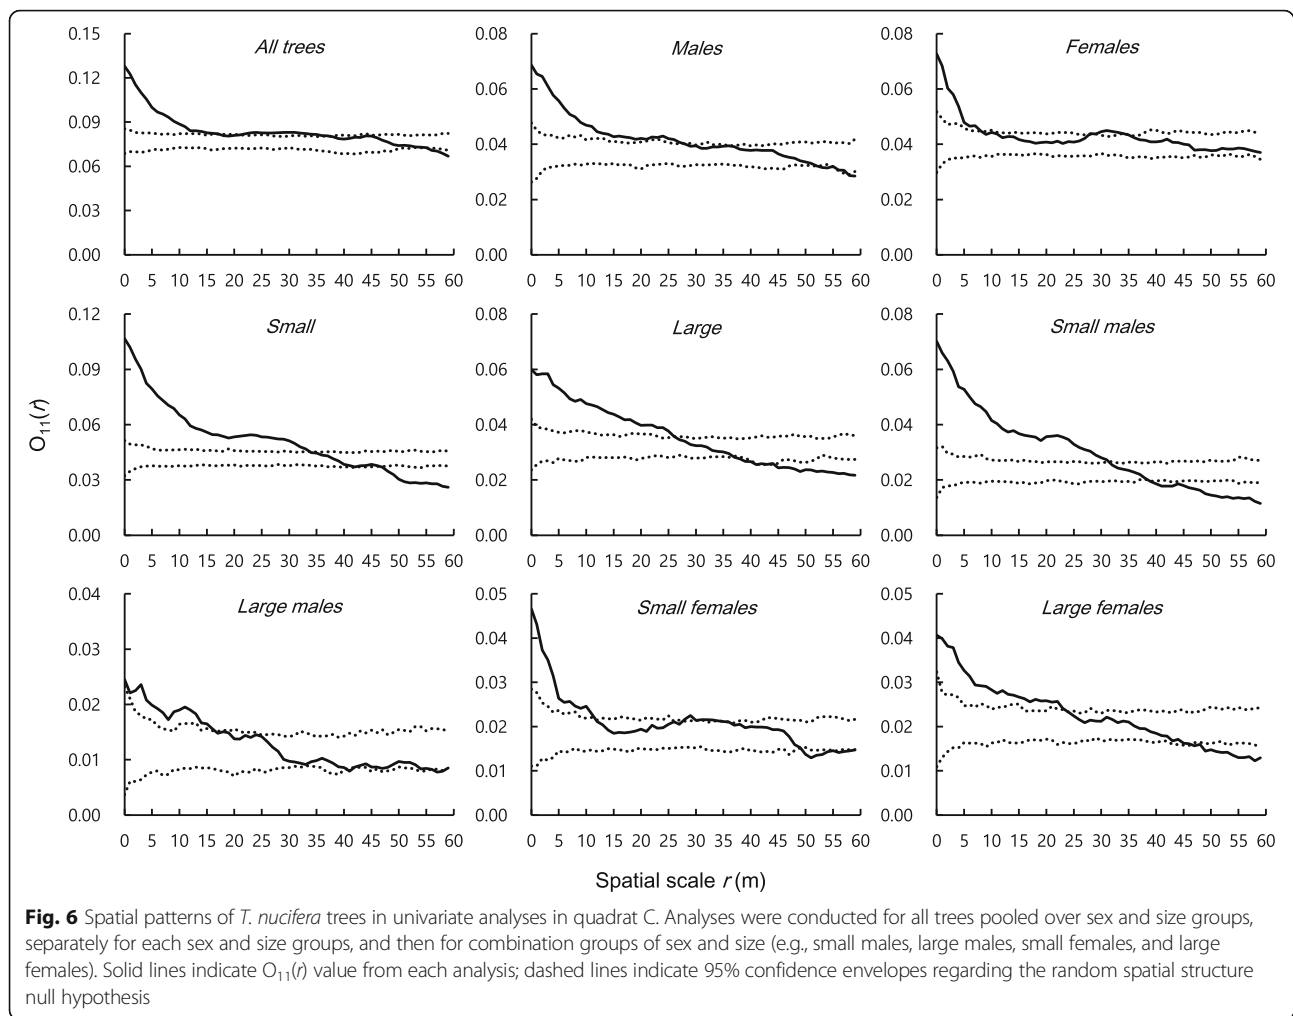 All trees
0.15
0.12
0.09
0.06
0.03
0.00
0 5 10 15 20 25 30 35 40 45 50 55 60
Males
0.08
0.06
0.04
0.02
0.00
0 5 10 15 20 25 30 35 40 45 50 55 60
Females
0.08
0.06
0.04
0.02
0.00
0 5 10 15 20 25 30 35 40 45 50 55 60
O11(r)
Small
0.12
0.09
0.06
0.03
0.00
0 5 10 15 20 25 30 35 40 45 50 55 60
Large
0.08
0.06
0.04
0.02
0.00
0 5 10 15 20 25 30 35 40 45 50 55 60
Small males
0.08
0.06
0.04
0.02
0.00
0 5 10 15 20 25 30 35 40 45 50 55 60
Large males
0.04
0.03
0.02
0.01
0.00
0 5 10 15 20 25 30 35 40 45 50 55 60
Small females
0.05
0.04
0.03
0.02
0.01
0.00
0 5 10 15 20 25 30 35 40 45 50 55 60
Large females
0.05
0.04
0.03
0.02
0.01
0.00
0 5 10 15 20 25 30 35 40 45 50 55 60
Spatial scale r (m)
Fig. 6 Spatial patterns of T. nucifera trees in univariate analyses in quadrat C. Analyses were conducted for all trees pooled over sex and size groups,
separately for each sex and size groups, and then for combination groups of sex and size (e.g., small males, large males, small females, and large
females). Solid lines indicate O11(r) value from each analysis; dashed lines indicate 95% confidence envelopes regarding the random spatial structure
null hypothesis